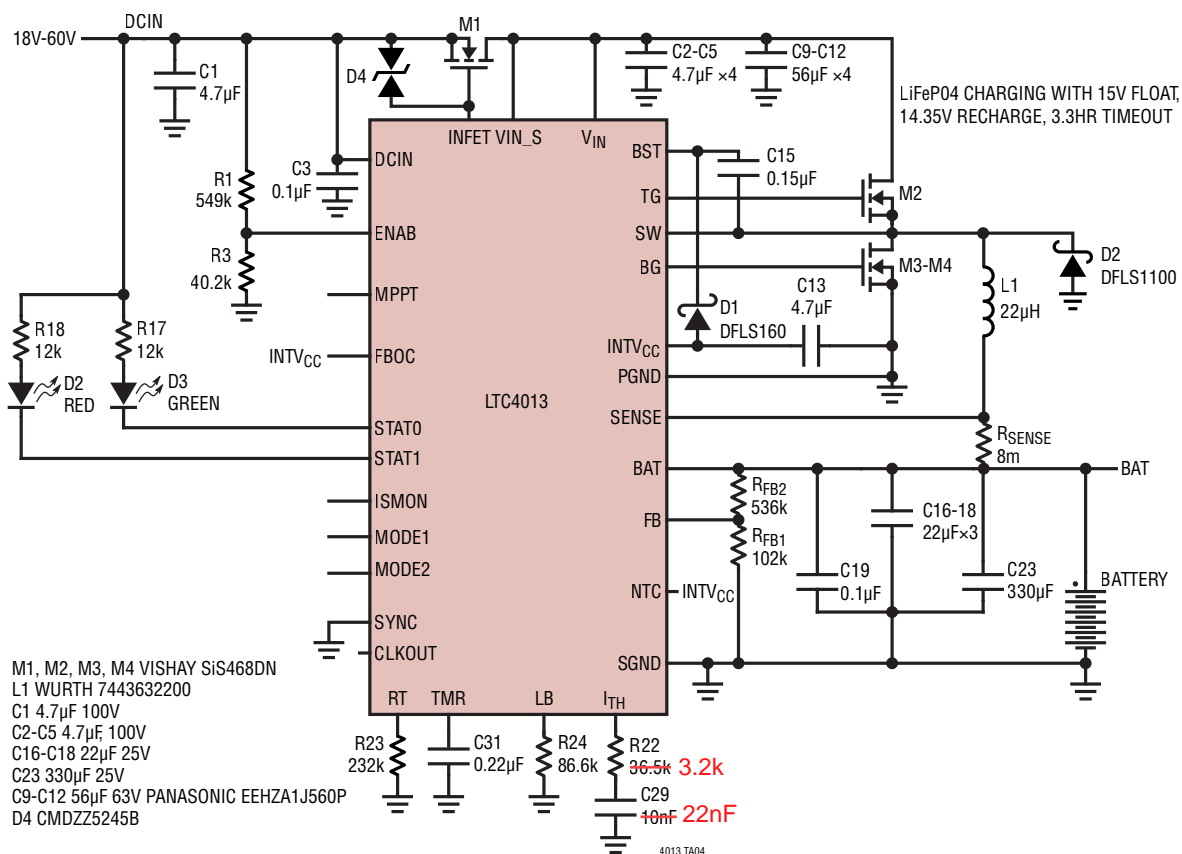 DCIN
18V-60V
M1
C1
4.7µF
D4
C2-C5
4.7µF ×4
C9-C12
56µF ×4
LiFeP04 CHARGING WITH 15V FLOAT,
14.35V RECHARGE, 3.3HR TIMEOUT
INFET VIN_S VIN
DCIN
BST
C3
0.1µF
C15
0.15µF
R1
549k
TG
M2
ENAB
SW
R3
40.2k
BG
M3-M4
D2
DFLS1100
MPPT
C13
4.7µF
L1
22µH
D1
DFLS160
R18
12k
R17
12k
INTVCC
FBOC
INTVCC
PGND
D2
RED
D3
GREEN
LTC4013
SENSE
STAT0
RSENSE
8m
STAT1
BAT
BAT
ISMON
RFB2
536k
C16-18
22µF×3
FB
MODE1
RFB1
102k
MODE2
C19
0.1µF
C23
330µF
BATTERY
NTC
INTVCC
SYNC
CLKOUT
SGND
M1, M2, M3, M4 VISHAY SiS468DN
L1 WURTH 7443632200
C1 4.7µF 100V
C2-C5 4.7µF, 100V
C16-C18 22µF 25V
C23 330µF 25V
C9-C12 56µF 63V PANASONIC EEHZA1J560P
D4 CMDZZ5245B
RT TMR LB ITH
R23
232k
C31
0.22µF
R24
86.6k
R22
36.5k 3.2k
C29
10nF 22nF
4013 TA04